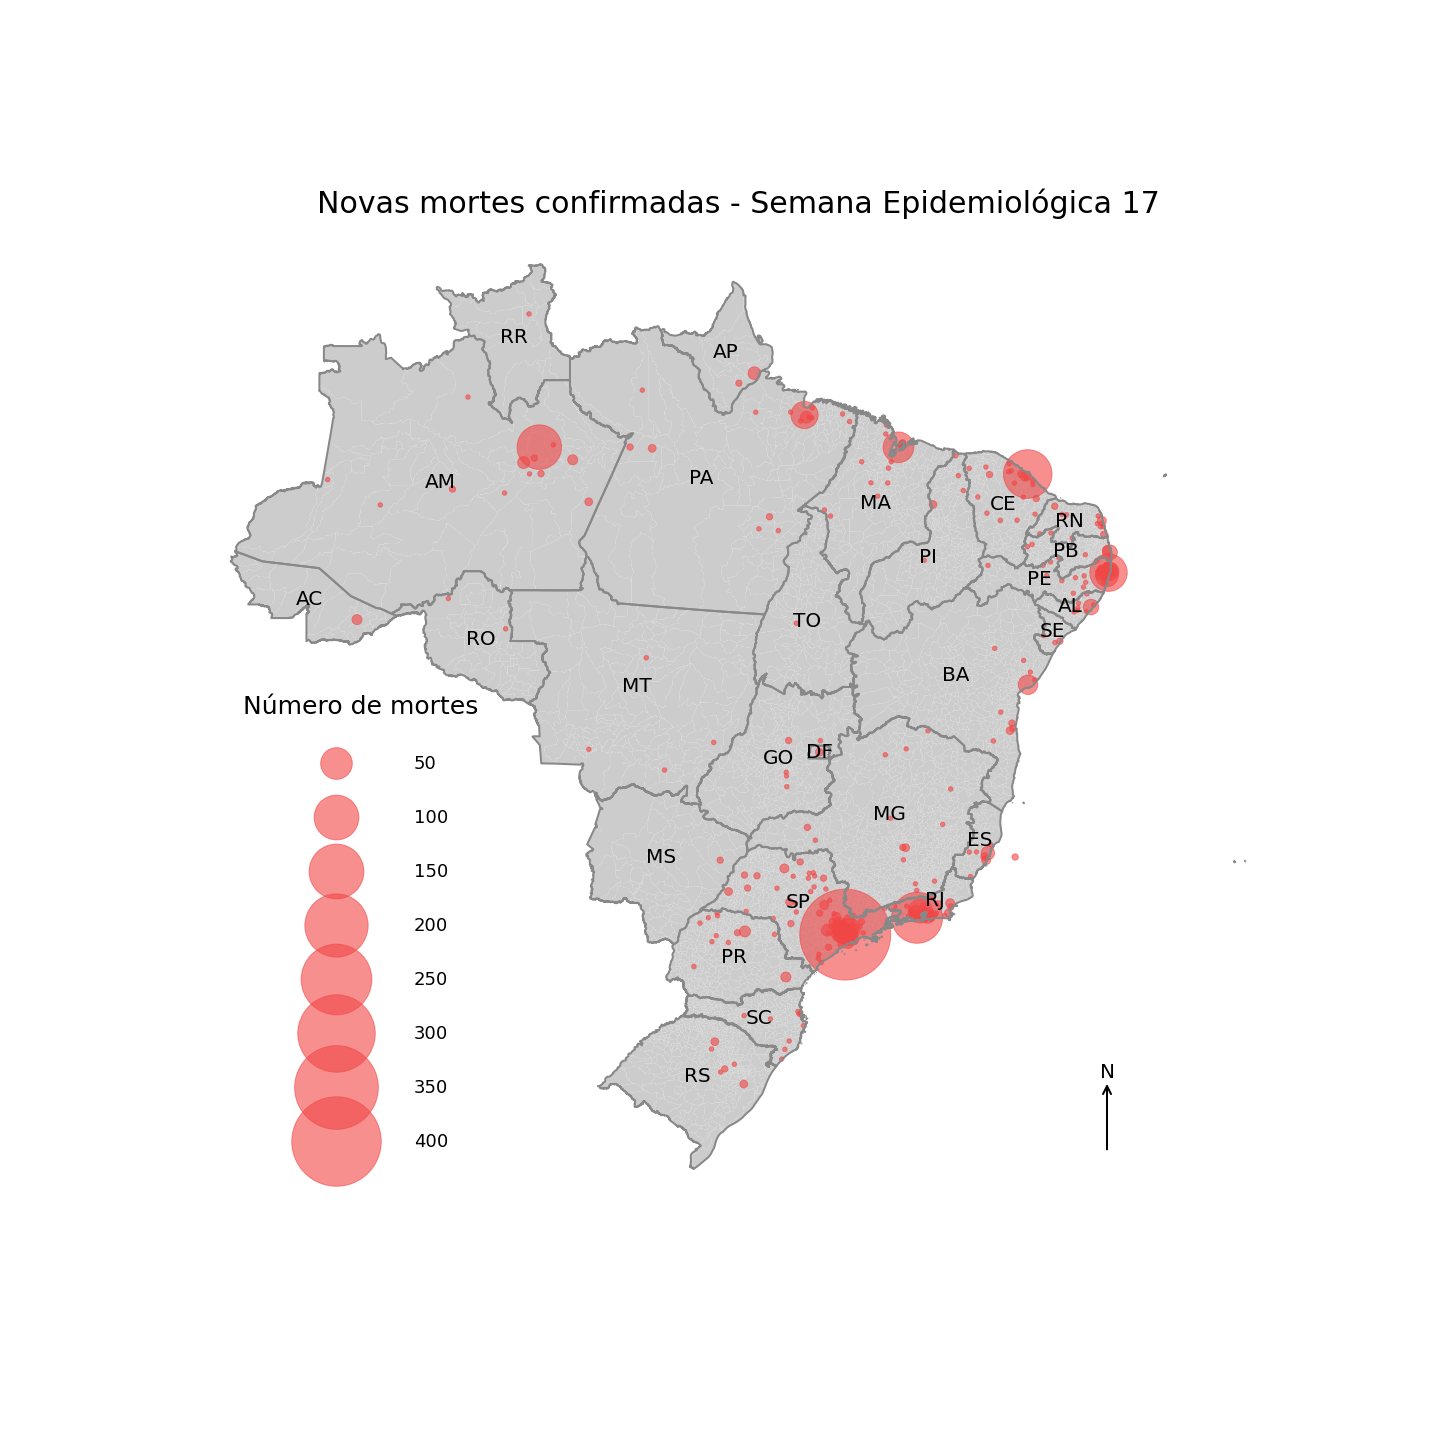 Novas mortes confirmadas - Semana Epidemiológica 17
RR
AP
AM
PA
MA
CE
RN
PB
PI
PE
AC
AL
TO
SE
RO
BA
MT
Número de mortes
DF
GO
50
100
MG
ES
MS
150
RJ
SP
200
PR
250
SC
300
N
RS
350
400